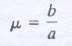 μ = b/a